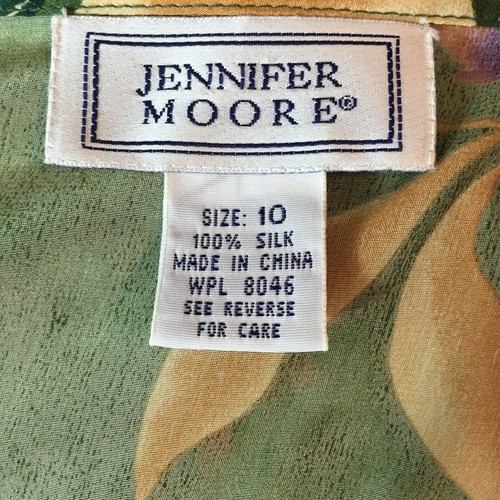 JENNIFER
MOORE®
SIZE: 10
100% SILK
MADE IN CHINA
WPL 8046
SEE REVERSE
FOR CARE